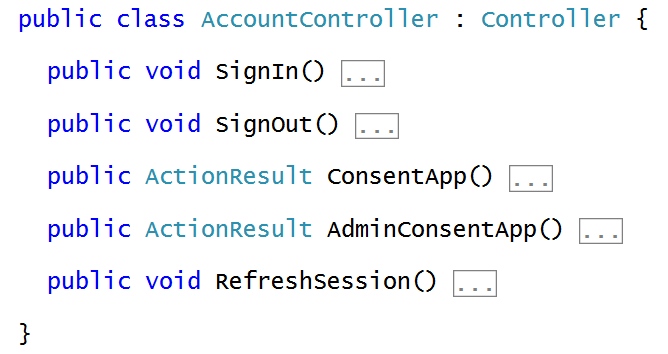 public class AccountController : Controller {
public void SignIn() ...
public void SignOut() ...
public ActionResult ConsentApp() ...
public ActionResult AdminConsentApp() ...
public void RefreshSession() ...
}